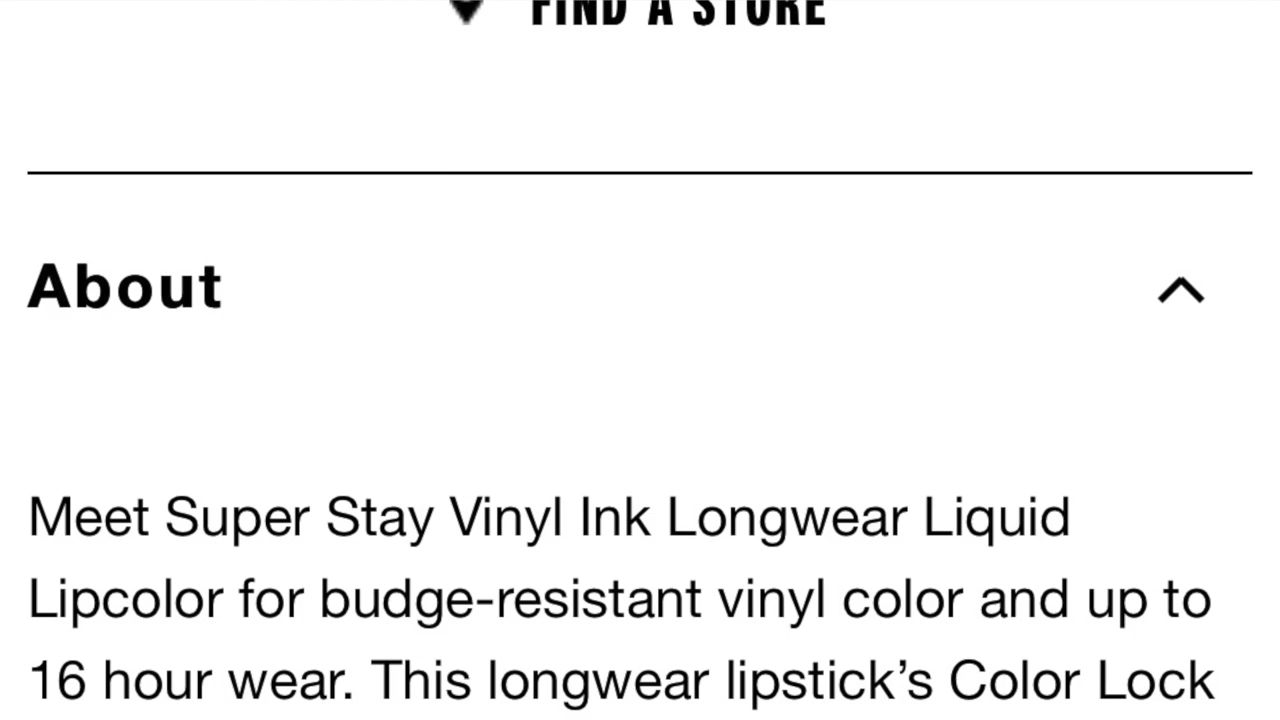 FIND A STORE
About
Meet Super Stay Vinyl Ink Longwear Liquid
Lipcolor for budge-resistant vinyl color and up to
16 hour wear. This longwear lipstick’s Color Lock